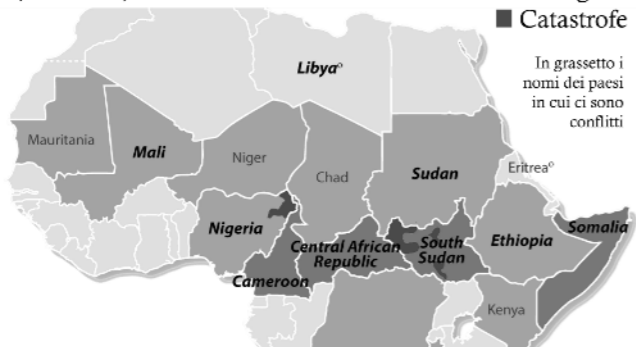 Catastrofe
In grassetto i
nomi dei paesi
in cui ci sono
conflitti
Libya°
Mauritania
Mali
Niger
Chad
Sudan
Eritrea°
Nigeria
Central African
Republic
South
Sudan
Ethiopia
Somalia
Cameroon
Kenya